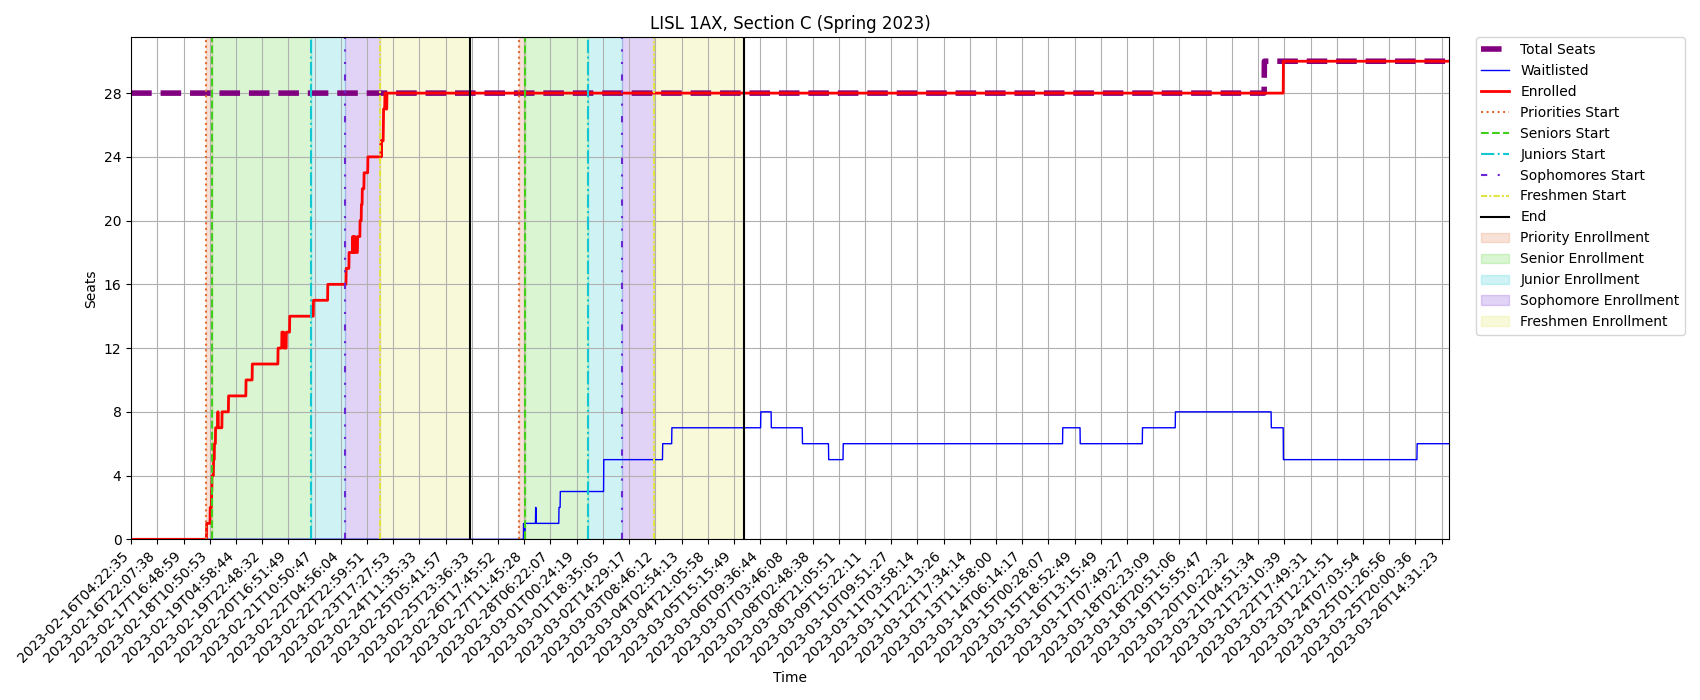 LISL 1AX, Section C (Spring 2023)
Total Seats
Waitlisted
Enrolled
Priorities Start
Seniors Start
Juniors Start
Sophomores Start
Freshmen Start
End
Priority Enrollment
Senior Enrollment
Junior Enrollment
Sophomore Enrollment
Freshmen Enrollment
Seats
28
24
20
16
12
8
4
0
2023-02-16T04:22:35
2023-02-16T22:07:38
2023-02-17T16:48:59
2023-02-18T10:50:53
2023-02-19T04:58:44
2023-02-19T22:48:32
2023-02-20T16:51:49
2023-02-21T10:50:47
2023-02-22T04:56:04
2023-02-22T22:59:51
2023-02-23T17:27:53
2023-02-24T11:35:33
2023-02-25T05:41:57
2023-02-25T23:36:33
2023-02-26T17:45:52
2023-02-27T11:45:28
2023-02-28T06:22:07
2023-03-01T00:24:19
2023-03-01T18:35:05
2023-03-02T14:29:17
2023-03-03T08:46:12
2023-03-04T02:54:13
2023-03-04T21:05:58
2023-03-05T15:15:49
2023-03-06T09:36:44
2023-03-07T03:46:08
2023-03-08T02:48:38
2023-03-08T21:05:51
2023-03-09T15:22:11
2023-03-10T09:51:27
2023-03-11T03:58:14
2023-03-11T22:13:26
2023-03-12T17:34:14
2023-03-13T11:58:00
2023-03-14T06:14:17
2023-03-15T00:28:07
2023-03-15T18:52:49
2023-03-16T13:15:49
2023-03-17T07:49:27
2023-03-18T02:23:09
2023-03-18T20:51:06
2023-03-19T15:55:47
2023-03-20T10:22:32
2023-03-21T04:51:34
2023-03-21T23:10:39
2023-03-22T17:49:31
2023-03-23T12:21:51
2023-03-24T07:03:54
2023-03-25T01:26:56
2023-03-25T20:00:36
2023-03-26T14:31:23
Time